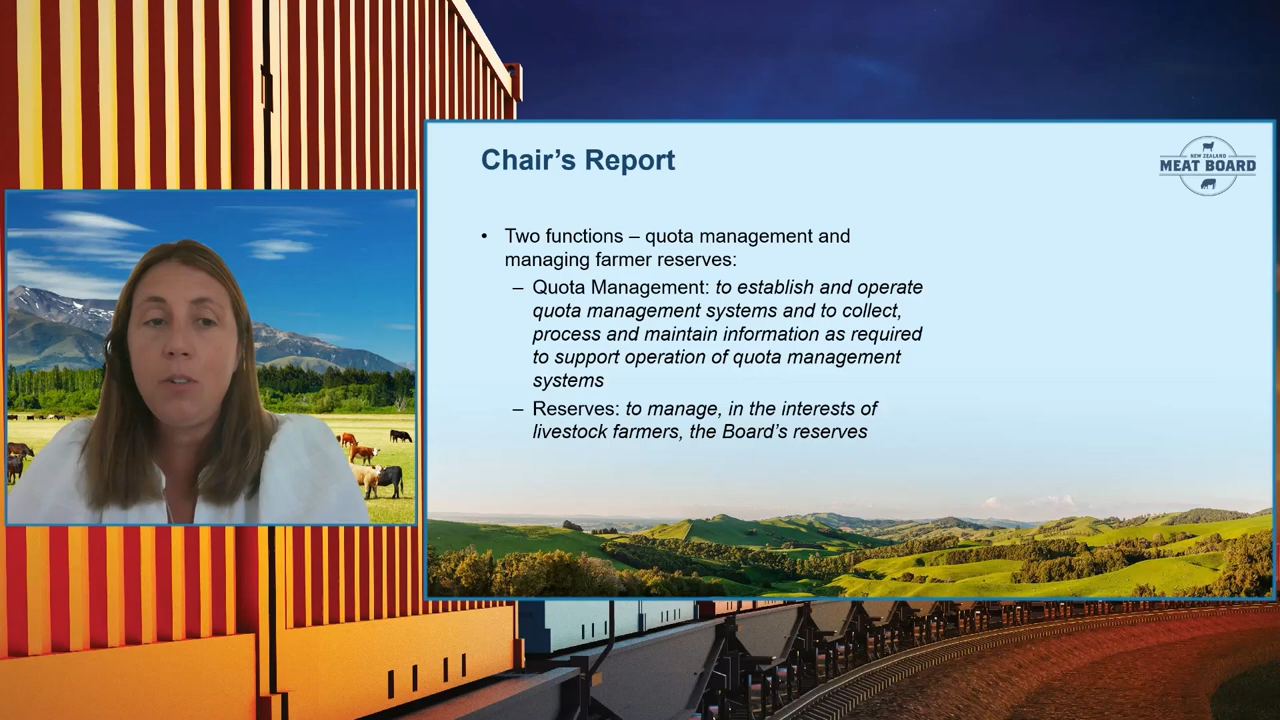 Chair’s Report
NEW ZEALAND
MEAT BOARD
• Two functions – quota management and
managing farmer reserves:
– Quota Management: to establish and operate
quota management systems and to collect,
process and maintain information as required
to support operation of quota management
systems
– Reserves: to manage, in the interests of
livestock farmers, the Board’s reserves